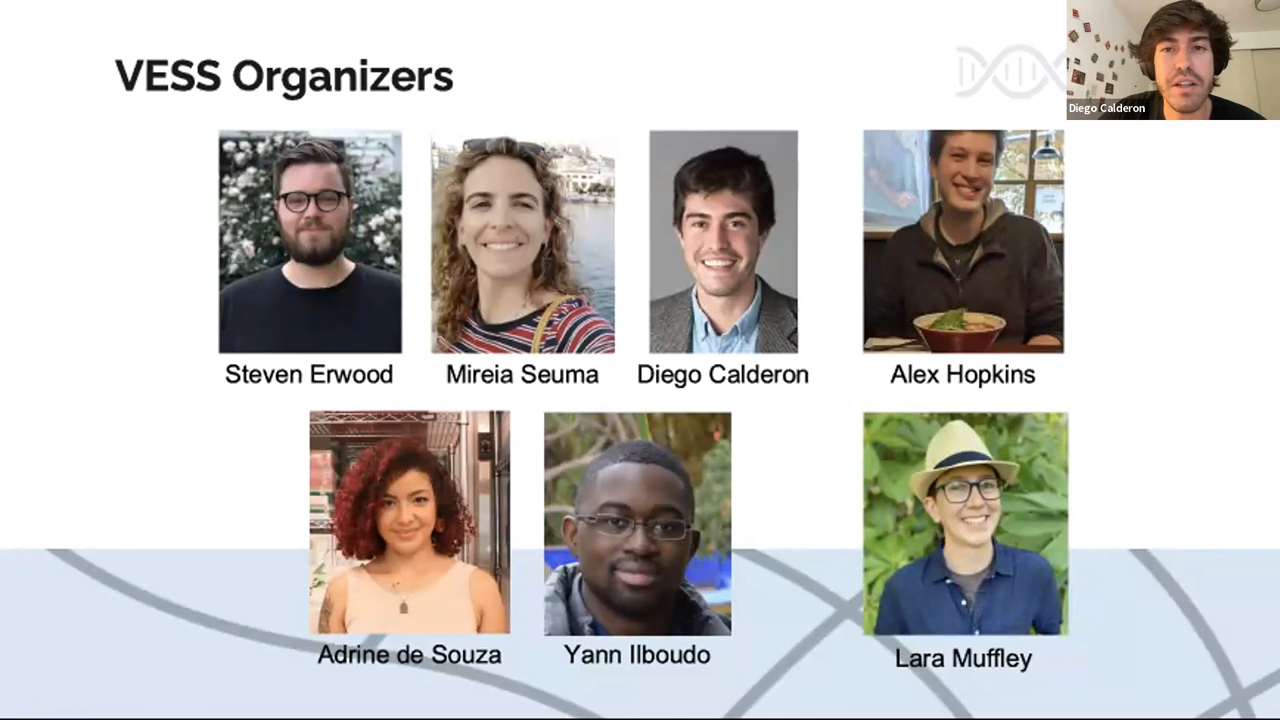 VESS Organizers
Diego Calderon
Steven Erwood
Mireia Seuma
Diego Calderon
Alex Hopkins
Adrine de Souza
Yann Ilboudo
Lara Muffley